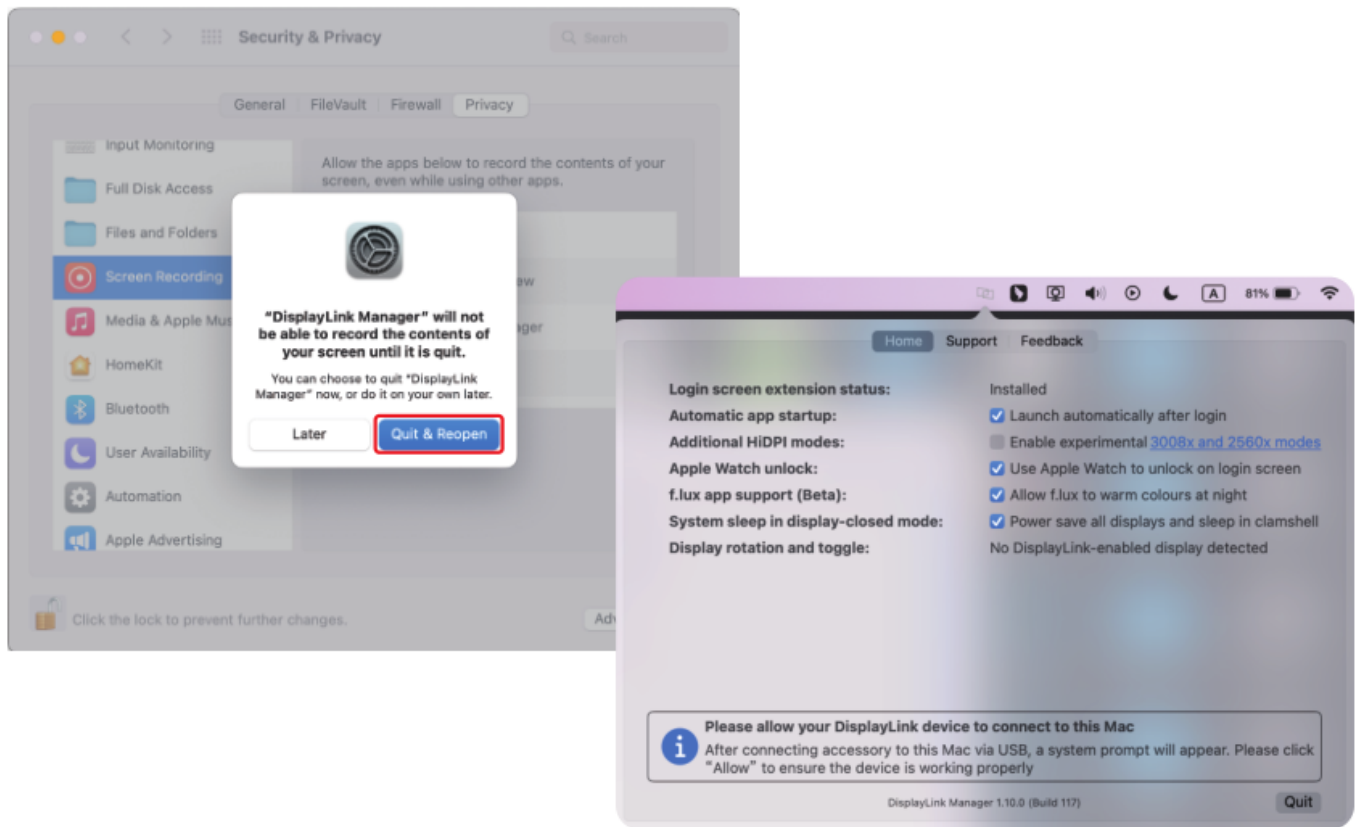 Security & Privacy
Search
General
FileVault
Firewall
Privacy
Input Monitoring
Full Disk Access
Files and Folders
Screen Recording
Media & Apple Mus
HomeKit
Bluetooth
User Availability
Automation
Apple Advertising
Allow the apps below to record the contents of your
screen, even while using other apps.
ew
ager
"DisplayLink Manager" will not
be able to record the contents of
your screen until it is quit.
You can choose to quit "DisplayLink
Manager" now, or do it on your own later.
Later
Quit & Reopen
Click the lock to prevent further changes.
Adv
A
81%
Home
Support
Feedback
Login screen extension status: Installed
Automatic app startup: Launch automatically after login
Additional HiDPI modes: Enable experimental 3008x and 2560x modes
Apple Watch unlock: Use Apple Watch to unlock on login screen
f.lux app support (Beta): Allow f.lux to warm colours at night
System sleep in display-closed mode: Power save all displays and sleep in clamshell
Display rotation and toggle: No DisplayLink-enabled display detected
Please allow your DisplayLink device to connect to this Mac
After connecting accessory to this Mac via USB, a system prompt will appear. Please click
"Allow" to ensure the device is working properly
DisplayLink Manager 1.10.0 (Build 117)
Quit